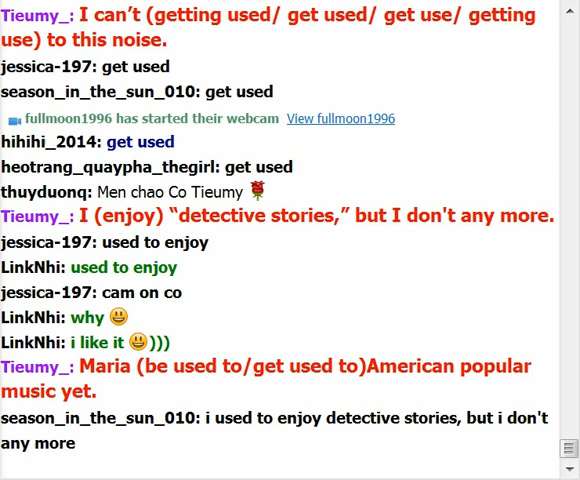 Tieumy_: I can’t (getting used/ get used/ get use/ getting
use) to this noise.
jessica-197: get used
season_in_the_sun_010: get used
fullmoon1996 has started their webcam View fullmoon1996
hihihi_2014: get used
heotrang_quaypha_thegirl: get used
thuyduonq: Men chao Co Tieumy
Tieumy_: I (enjoy) “detective stories,” but I don't any more.
jessica-197: used to enjoy
LinkNhi: used to enjoy
jessica-197: cam on co
LinkNhi: why
LinkNhi: i like it )))
Tieumy_: Maria (be used to/get used to)American popular
music yet.
season_in_the_sun_010: i used to enjoy detective stories, but i don't
any more